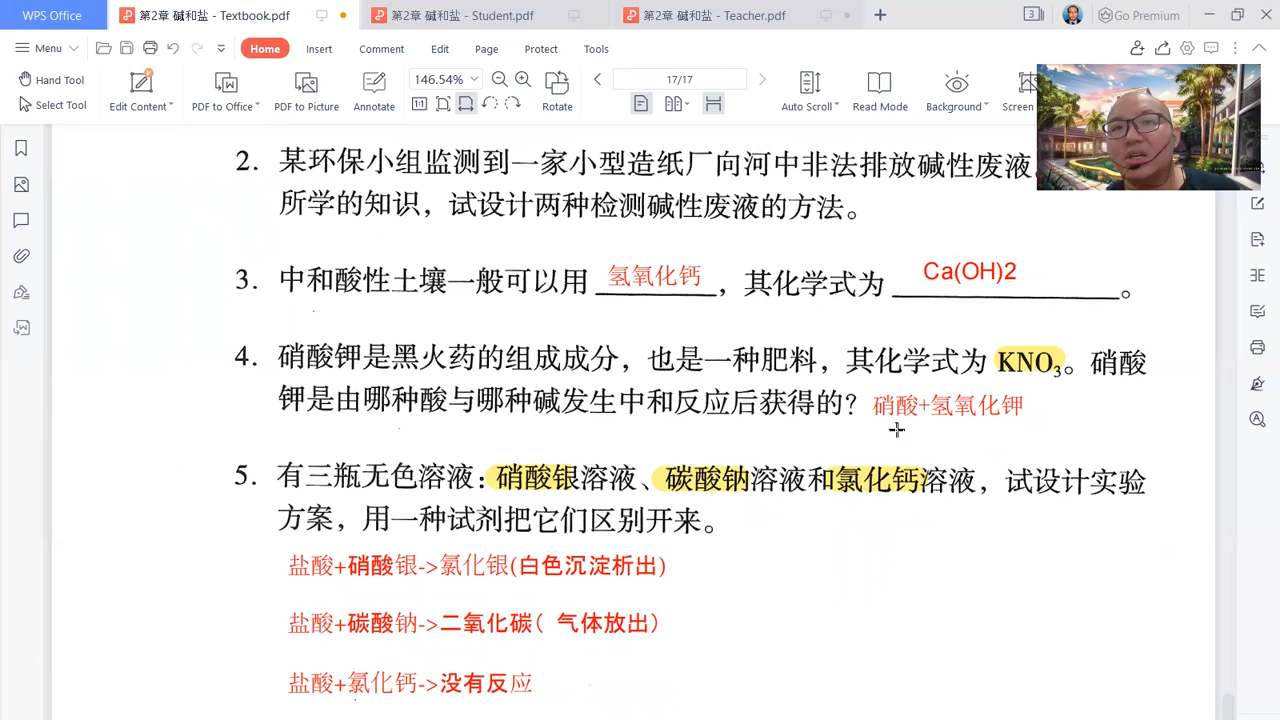 WPS Office 第2章 碱和盐 - Textbook.pdf 第2章 碱和盐 - Student.pdf 第2章 碱和盐 - Teacher.pdf 3 Go Premium
Menu Home Insert Comment Edit Page Protect Tools
Hand Tool 146.54% 17/17
Select Tool Edit Content PDF to Office PDF to Picture Annotate Rotate Auto Scroll Read Mode Background Screen
2. 某环保小组监测到一家小型造纸厂向河中非法排放碱性废液
所学的知识，试设计两种检测碱性废液的方法。
3. 中和酸性土壤一般可以用 氢氧化钙，其化学式为 Ca(OH)2。
4. 硝酸钾是黑火药的组成成分，也是一种肥料，其化学式为 KNO₃。硝酸
钾是由哪种酸与哪种碱发生中和反应后获得的？ 硝酸+氢氧化钾
5. 有三瓶无色溶液：硝酸银溶液、碳酸钠溶液和氯化钙溶液，试设计实验
方案，用一种试剂把它们区别开来。
盐酸+硝酸银->氯化银(白色沉淀析出)
盐酸+碳酸钠->二氧化碳( 气体放出)
盐酸+氯化钙->没有反应